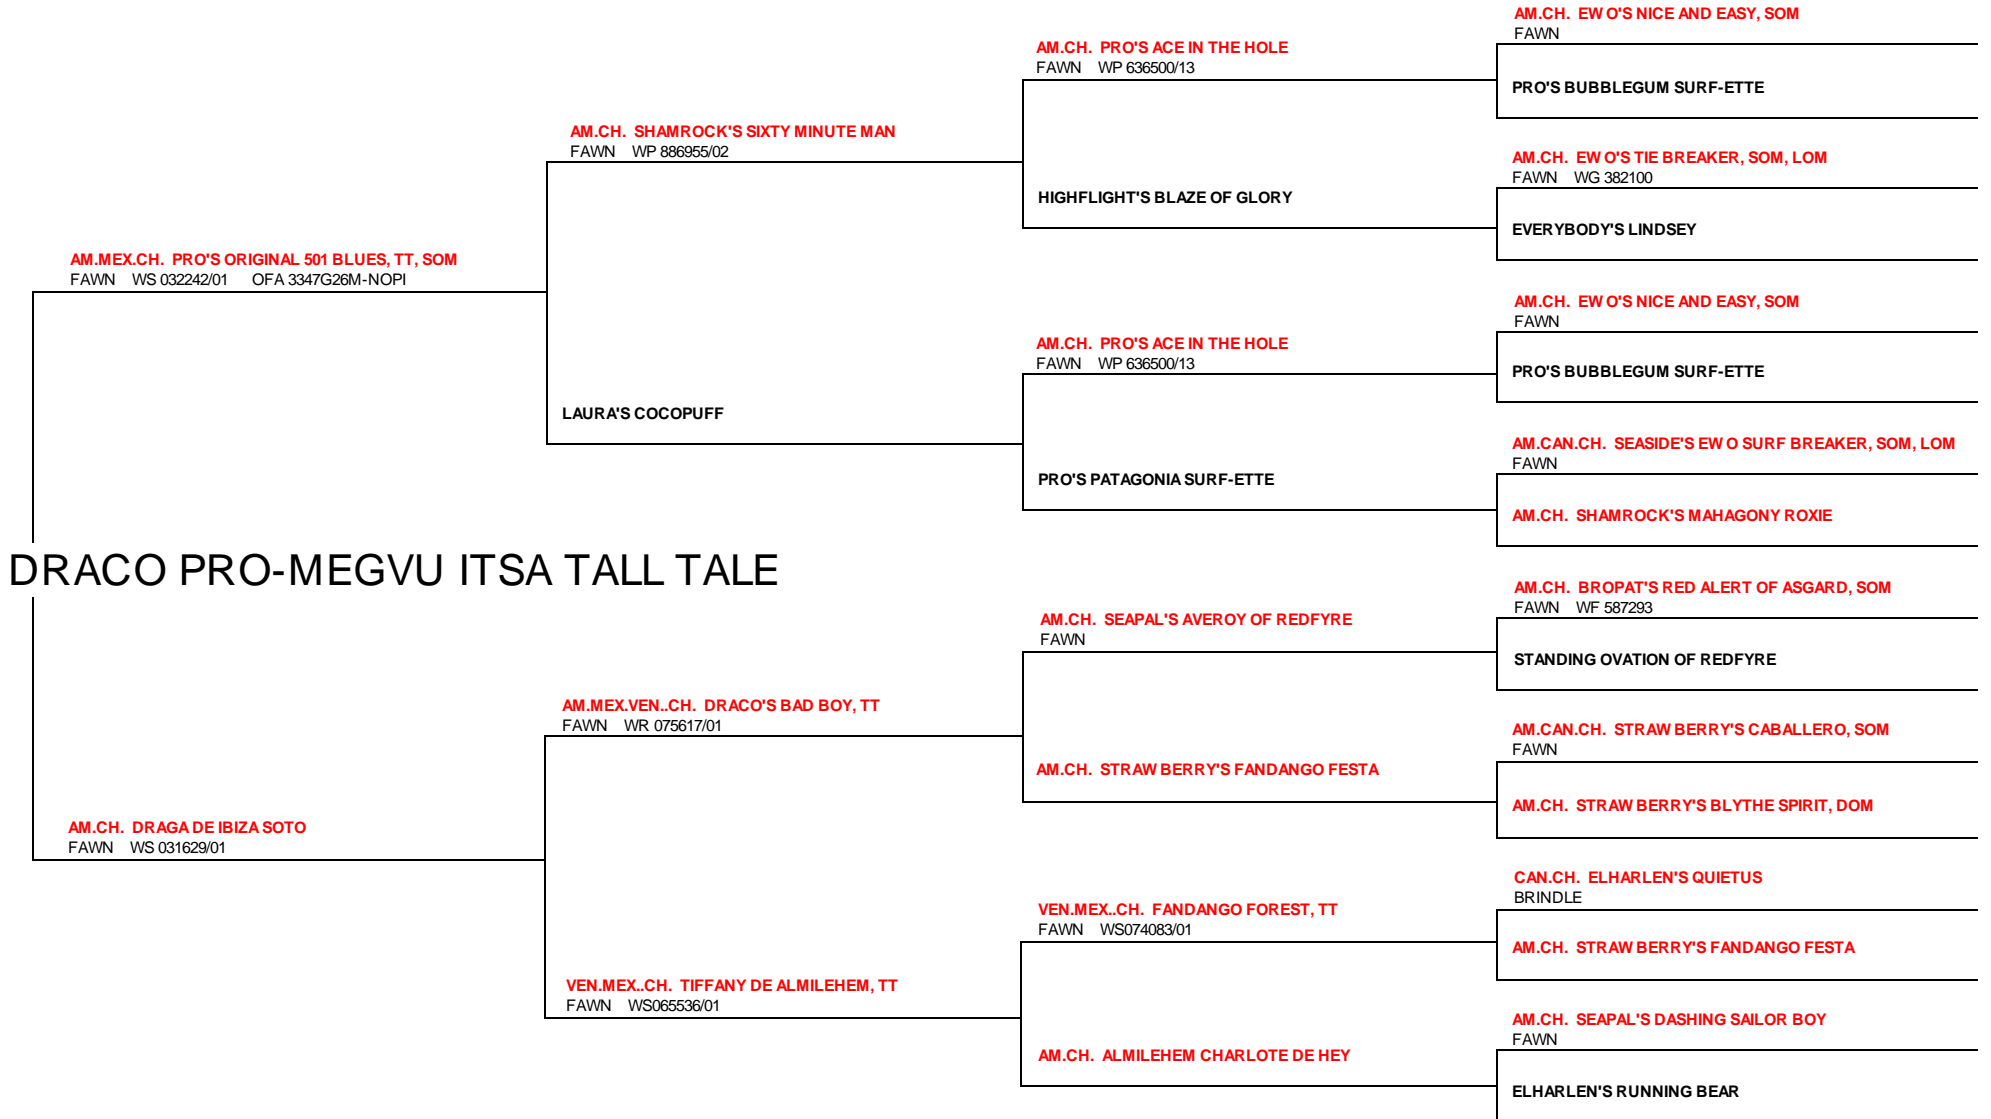 AM.CH. EW O'S NICE AND EASY, SOM
FAWN
AM.CH. PRO'S ACE IN THE HOLE
FAWN WP 636500/13
PRO'S BUBBLEGUM SURF-ETTE
AM.CH. SHAMROCK'S SIXTY MINUTE MAN
FAWN WP 886955/02
AM.CH. EW O'S TIE BREAKER, SOM, LOM
FAWN WG 382100
HIGHFLIGHT'S BLAZE OF GLORY
EVERYBODY'S LINDSEY
AM.MEX.CH. PRO'S ORIGINAL 501 BLUES, TT, SOM
FAWN WS 032242/01 OFA 3347G26M-NOPI
AM.CH. EW O'S NICE AND EASY, SOM
FAWN
AM.CH. PRO'S ACE IN THE HOLE
FAWN WP 636500/13
PRO'S BUBBLEGUM SURF-ETTE
LAURA'S COCOPUFF
AM.CAN.CH. SEASIDE'S EW O SURF BREAKER, SOM, LOM
FAWN
PRO'S PATAGONIA SURF-ETTE
AM.CH. SHAMROCK'S MAHAGONY ROXIE
DRACO PRO-MEGVU ITSA TALL TALE
AM.CH. BROPAT'S RED ALERT OF ASGARD, SOM
FAWN WF 587293
AM.CH. SEAPAL'S AVEROY OF REDFYRE
FAWN
STANDING OVATION OF REDFYRE
AM.MEX.VEN..CH. DRACO'S BAD BOY, TT
FAWN WR 075617/01
AM.CAN.CH. STRAW BERRY'S CABALLERO, SOM
FAWN
AM.CH. STRAW BERRY'S FANDANGO FESTA
AM.CH. STRAW BERRY'S BLYTHE SPIRIT, DOM
AM.CH. DRAGA DE IBIZA SOTO
FAWN WS 031629/01
CAN.CH. ELHARLEN'S QUIETUS
BRINDLE
VEN.MEX..CH. FANDANGO FOREST, TT
FAWN WS074083/01
AM.CH. STRAW BERRY'S FANDANGO FESTA
VEN.MEX..CH. TIFFANY DE ALMILEHEM, TT
FAWN WS065536/01
AM.CH. SEAPAL'S DASHING SAILOR BOY
FAWN
AM.CH. ALMILEHEM CHARLOTE DE HEY
ELHARLEN'S RUNNING BEAR